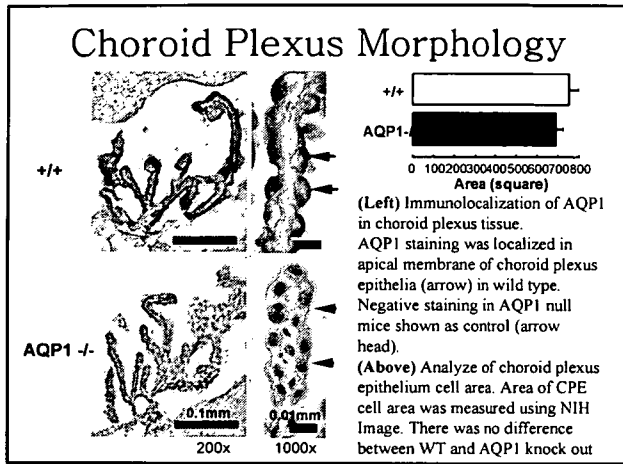 Choroid Plexus Morphology
+/+
AQP1 -/-
0.1mm
0.01mm
200x
1000x
+/+
AQP1-
0 100200300400500600700800
Area (square)
(Left) Immunolocalization of AQP1
in choroid plexus tissue.
AQP1 staining was localized in
apical membrane of choroid plexus
epithelia (arrow) in wild type.
Negative staining in AQP1 null
mice shown as control (arrow
head).
(Above) Analyze of choroid plexus
epithelium cell area. Area of CPE
cell area was measured using NIH
Image. There was no difference
between WT and AQP1 knock out